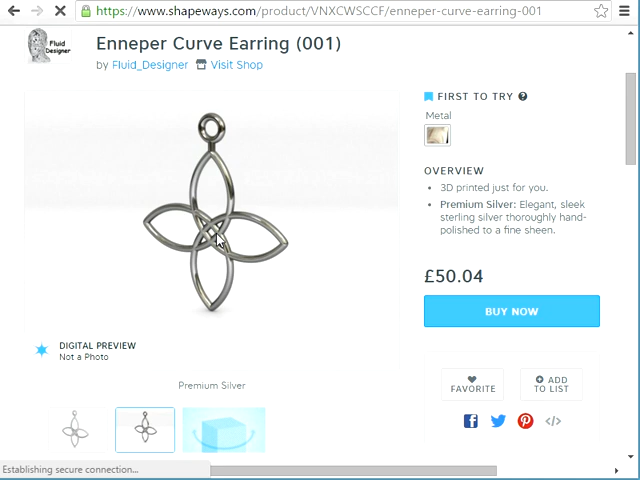 https://www.shapeways.com/product/VNXCWSCCF/enneper-curve-earring-001
Fluid
Designer
Enneper Curve Earring (001)
by Fluid_Designer Visit Shop
FIRST TO TRY ?
Metal
OVERVIEW
• 3D printed just for you.
• Premium Silver: Elegant, sleek
sterling silver thoroughly hand-
polished to a fine sheen.
£50.04
BUY NOW
DIGITAL PREVIEW
Not a Photo
Premium Silver
FAVORITE
ADD
TO LIST
Establishing secure connection...